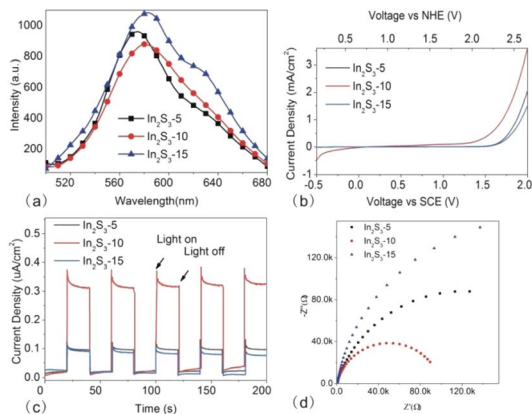 1000
800
600
400
200
Intensity (a.u.)
In₂S₃-5
In₂S₃-10
In₂S₃-15
520 560 600 640 680
(a) Wavelength(nm)
Voltage vs NHE (V)
0.5 1.0 1.5 2.0 2.5
4
3
2
1
0
-1
Current Density (mA/cm²)
In₂S₃-5
In₂S₃-10
In₂S₃-15
-0.5 0.0 0.5 1.0 1.5 2.0
(b) Voltage vs SCE (V)
0.6
0.5
0.4
0.3
0.2
0.1
0.0
Current Density (uA/cm²)
In₂S₃-5
In₂S₃-10
In₂S₃-15
Light on
Light off
0 50 100 150 200
(c) Time (s)
120.0k
80.0k
40.0k
0.0
-Z''(Ω)
In₂S₃-5
In₂S₃-10
In₂S₃-15
0.0 40.0k 80.0k 120.0k
Z'(Ω) (d)